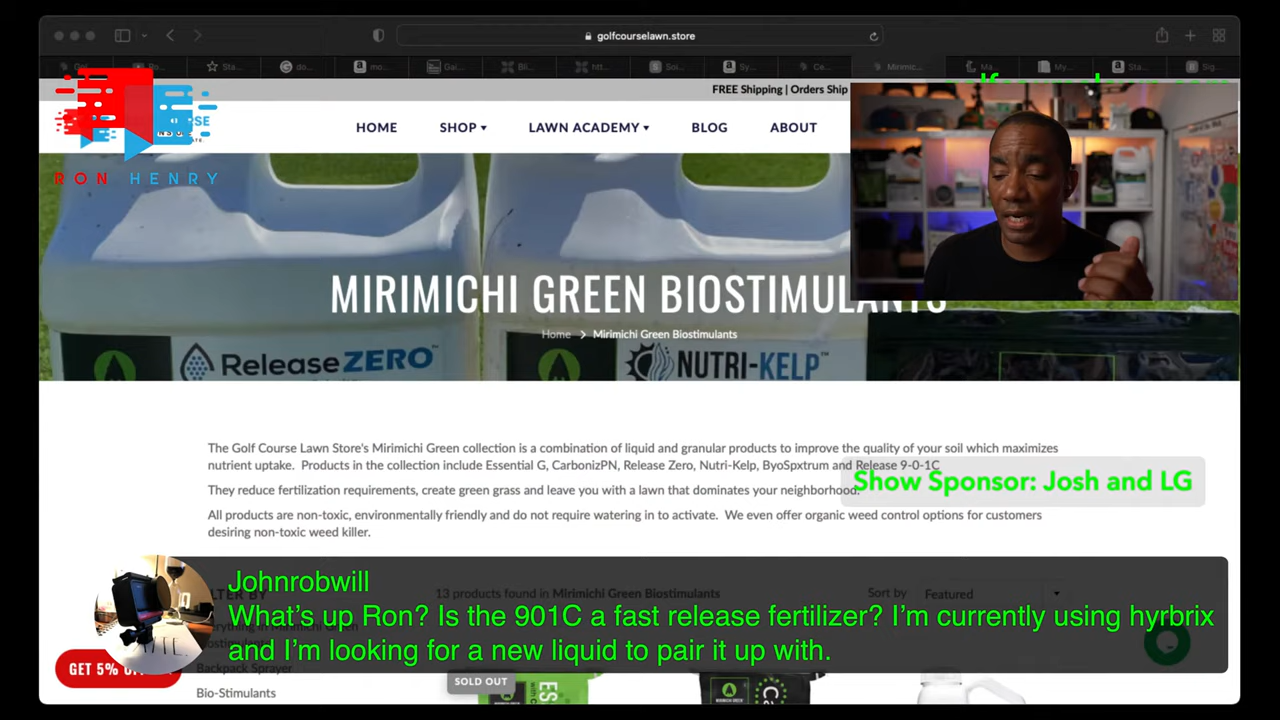 golfcourselawn.store
FREE Shipping | Orders Ship
RON HENRY
HOME SHOP LAWN ACADEMY BLOG ABOUT
MIRIMICHI GREEN BIOSTIMULANTS
Home > Mirimichi Green Biostimulants
ReleaseZERO™
NUTRI-KELP™
The Golf Course Lawn Store's Mirimichi Green collection is a combination of liquid and granular products to improve the quality of your soil which maximizes
nutrient uptake. Products in the collection include Essential G, CarbonizPN, Release Zero, Nutri-Kelp, ByoSpxtrum and Release 9-0-1C
They reduce fertilization requirements, create green grass and leave you with a lawn that dominates your neighborhood.
Show Sponsor: Josh and LG
All products are non-toxic, environmentally friendly and do not require watering in to activate. We even offer organic weed control options for customers
desiring non-toxic weed killer.
Johnrobwill
13 products found in Mirimichi Green Biostimulants
Sort by Featured
What's up Ron? Is the 901C a fast release fertilizer? I'm currently using hyrbrix
and I'm looking for a new liquid to pair it up with.
GET 5%
Backpack Sprayer
Bio-Stimulants
SOLD OUT